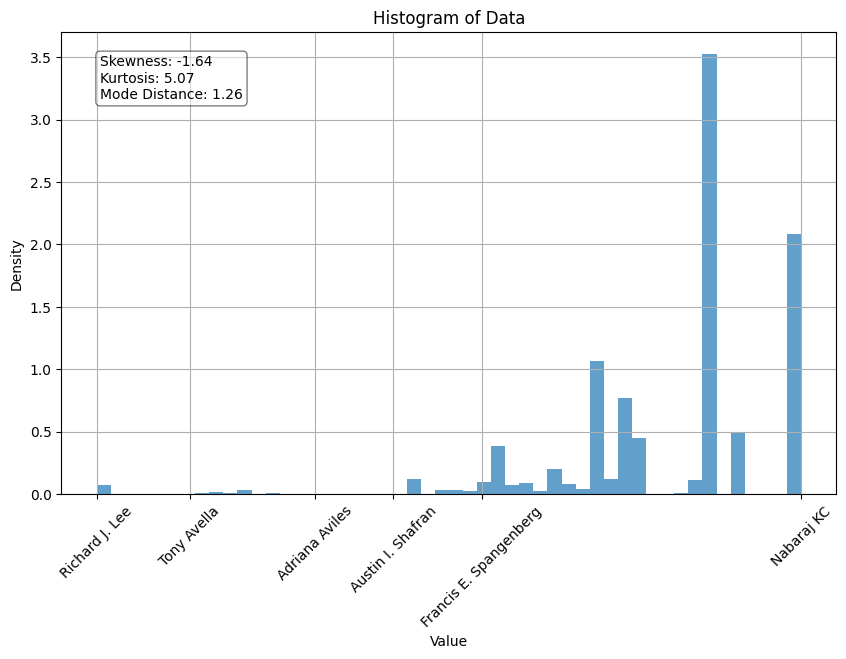 Histogram of Data
Skewness: -1.64
Kurtosis: 5.07
Mode Distance: 1.26
3.5
3.0
2.5
2.0
1.5
1.0
0.5
0.0
Density
Richard J. Lee
Tony Avella
Adriana Aviles
Austin I. Shafran
Francis E. Spangenberg
Nabaraj KC
Value